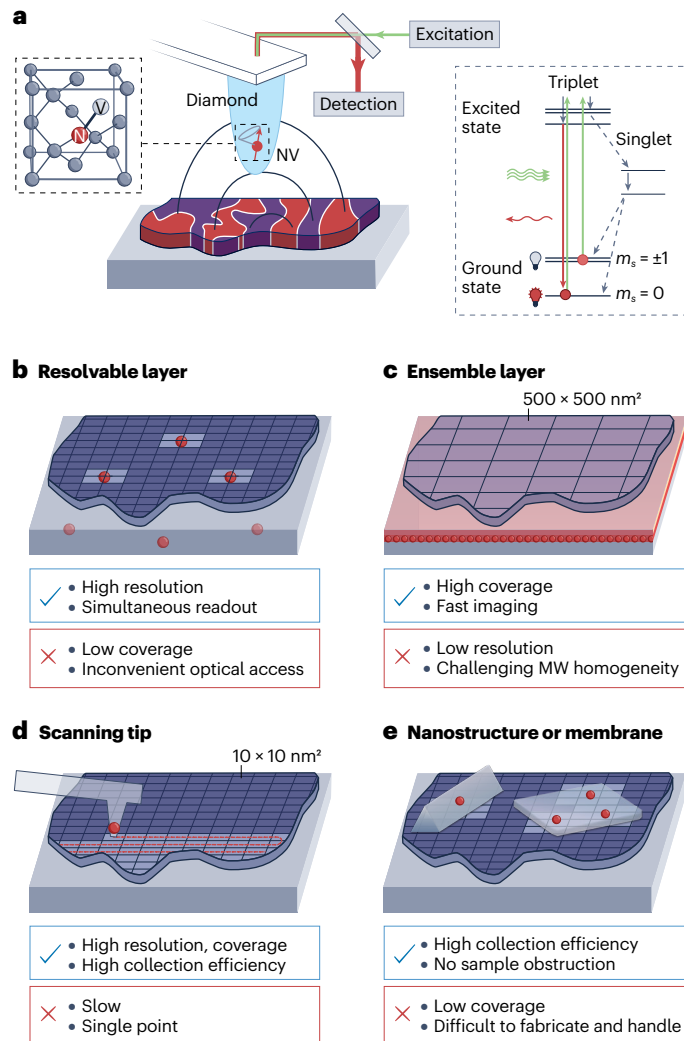 a
Excitation
Detection
Diamond
NV
V
N
Triplet
Excited
state
Singlet
Ground
state
mₛ = ±1
mₛ = 0
b Resolvable layer
• High resolution
• Simultaneous readout
• Low coverage
• Inconvenient optical access
c Ensemble layer
500 × 500 nm²
• High coverage
• Fast imaging
• Low resolution
• Challenging MW homogeneity
d Scanning tip
10 × 10 nm²
• High resolution, coverage
• High collection efficiency
• Slow
• Single point
e Nanostructure or membrane
• High collection efficiency
• No sample obstruction
• Low coverage
• Difficult to fabricate and handle